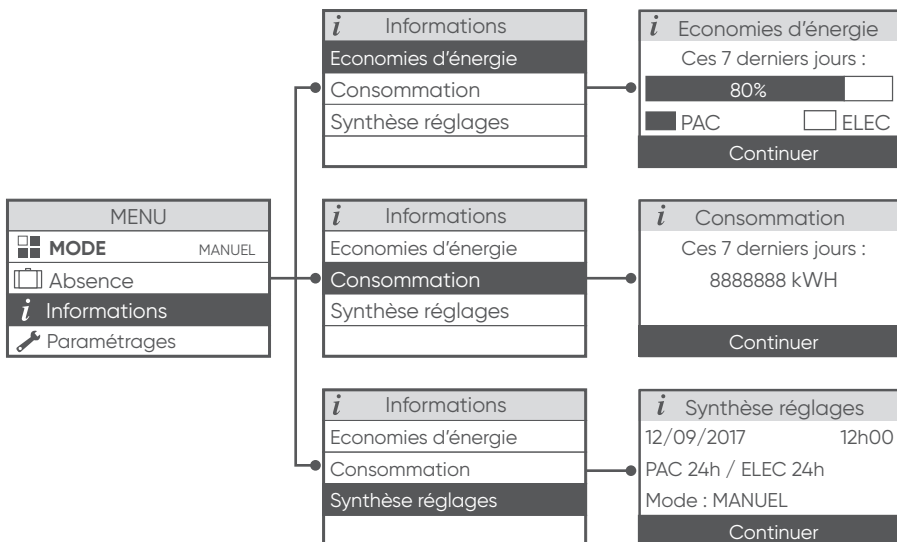 i Informations
Economies d'énergie
Consommation
Synthèse réglages
i Economies d'énergie
Ces 7 derniers jours :
80%
PAC ELEC
Continuer
MENU
MODE MANUEL
Absence
i Informations
Paramétrages
i Informations
Economies d'énergie
Consommation
Synthèse réglages
i Consommation
Ces 7 derniers jours :
8888888 kWH
Continuer
i Informations
Economies d'énergie
Consommation
Synthèse réglages
i Synthèse réglages
12/09/2017 12h00
PAC 24h / ELEC 24h
Mode : MANUEL
Continuer